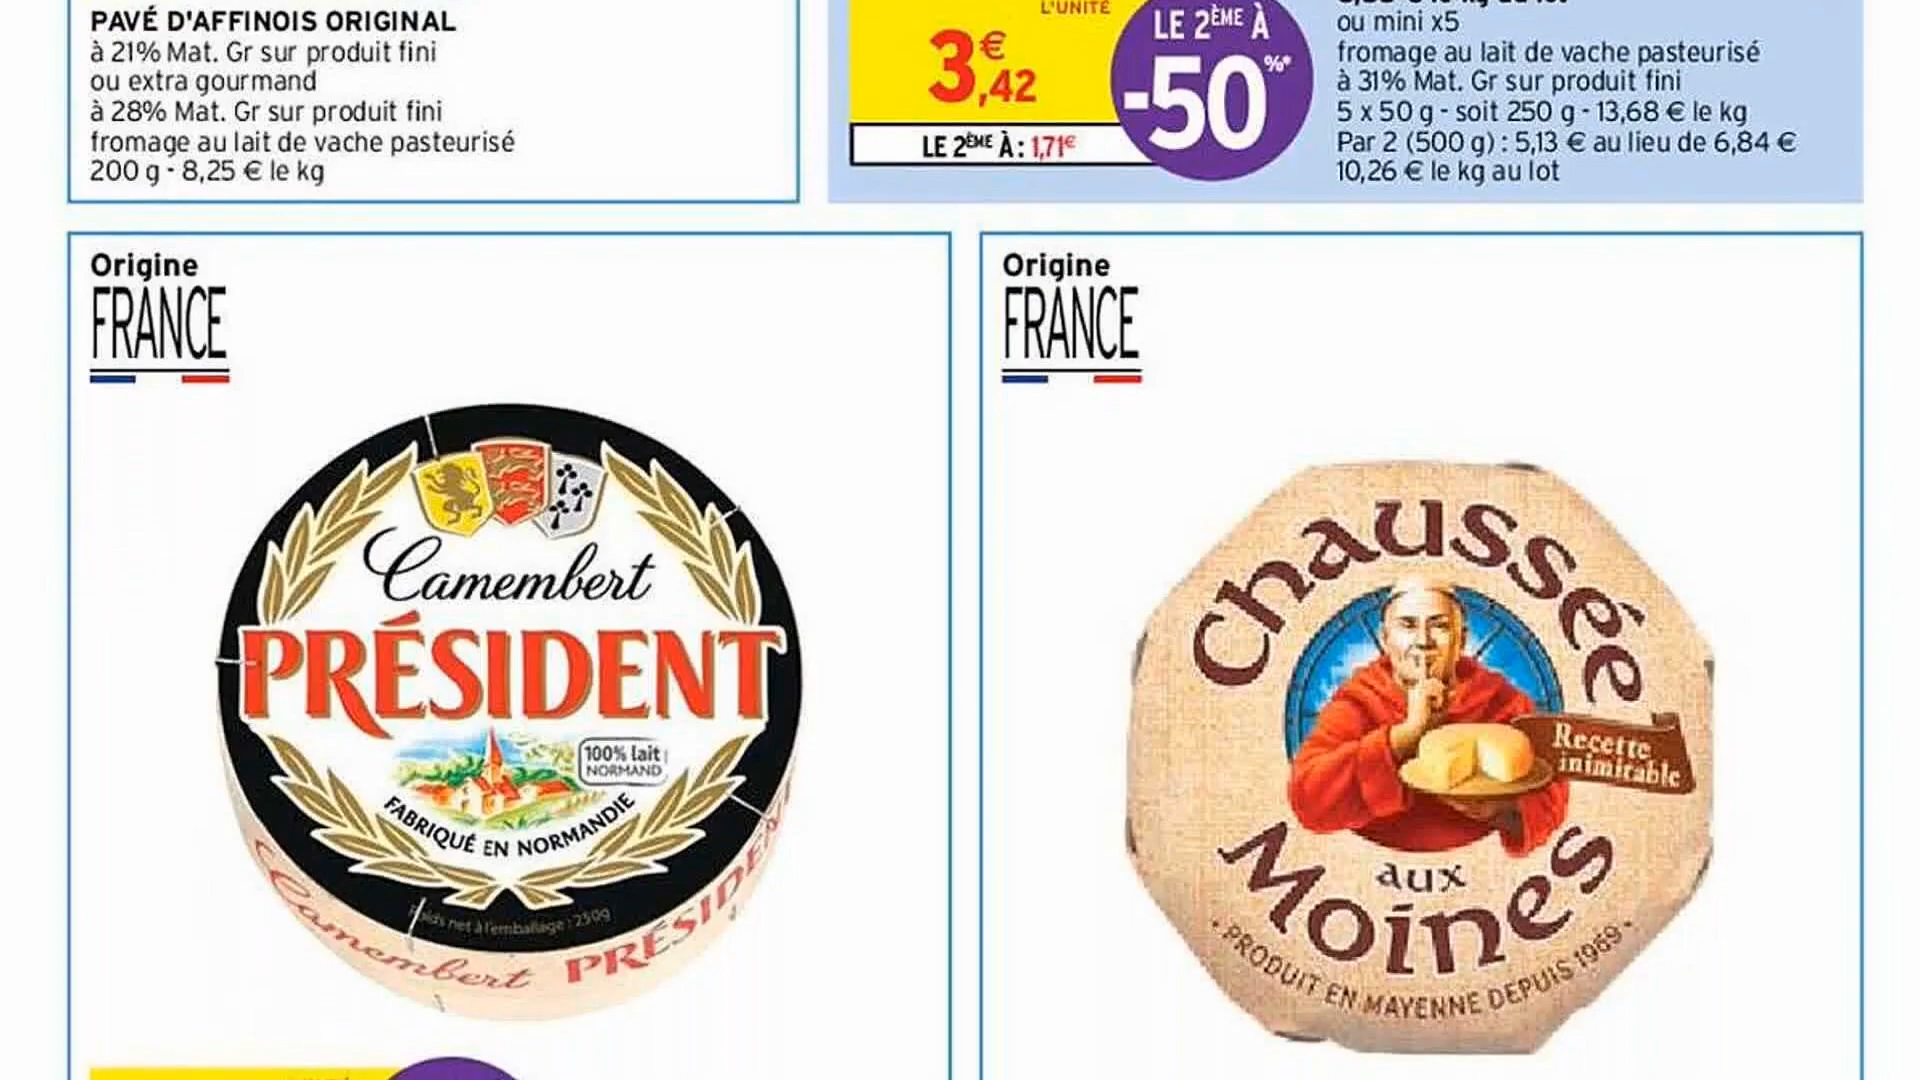 PAVÉ D'AFFINOIS ORIGINAL
à 21% Mat. Gr sur produit fini
ou extra gourmand
à 28% Mat. Gr sur produit fini
fromage au lait de vache pasteurisé
200 g - 8,25 € le kg
L'UNITÉ
3,42 €
LE 2ÈME À : 1,71€
LE 2ÈME À
-50%*
ou mini x5
fromage au lait de vache pasteurisé
à 31% Mat. Gr sur produit fini
5 x 50 g - soit 250 g - 13,68 € le kg
Par 2 (500 g) : 5,13 € au lieu de 6,84 €
10,26 € le kg au lot
Origine
FRANCE
Camembert
PRÉSIDENT
100% lait
NORMAND
FABRIQUÉ EN NORMANDIE
Poids net à l'emballage : 250g
Camembert PRÉSIDENT
Origine
FRANCE
Chaussée
aux
Moines
Recette
inimitable
• PRODUIT EN MAYENNE DEPUIS 1969 •